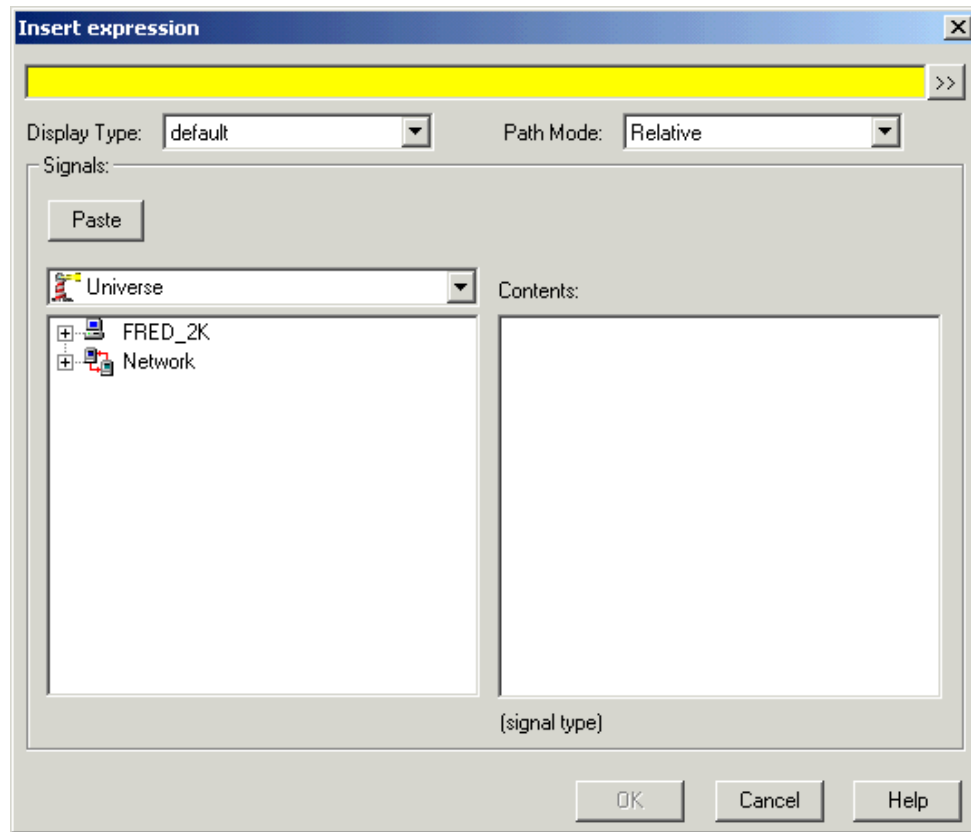 Insert expression
>>
Display Type: default Path Mode: Relative
Signals:
Paste
Universe
Contents:
FRED_2K
Network
(signal type)
OK Cancel Help